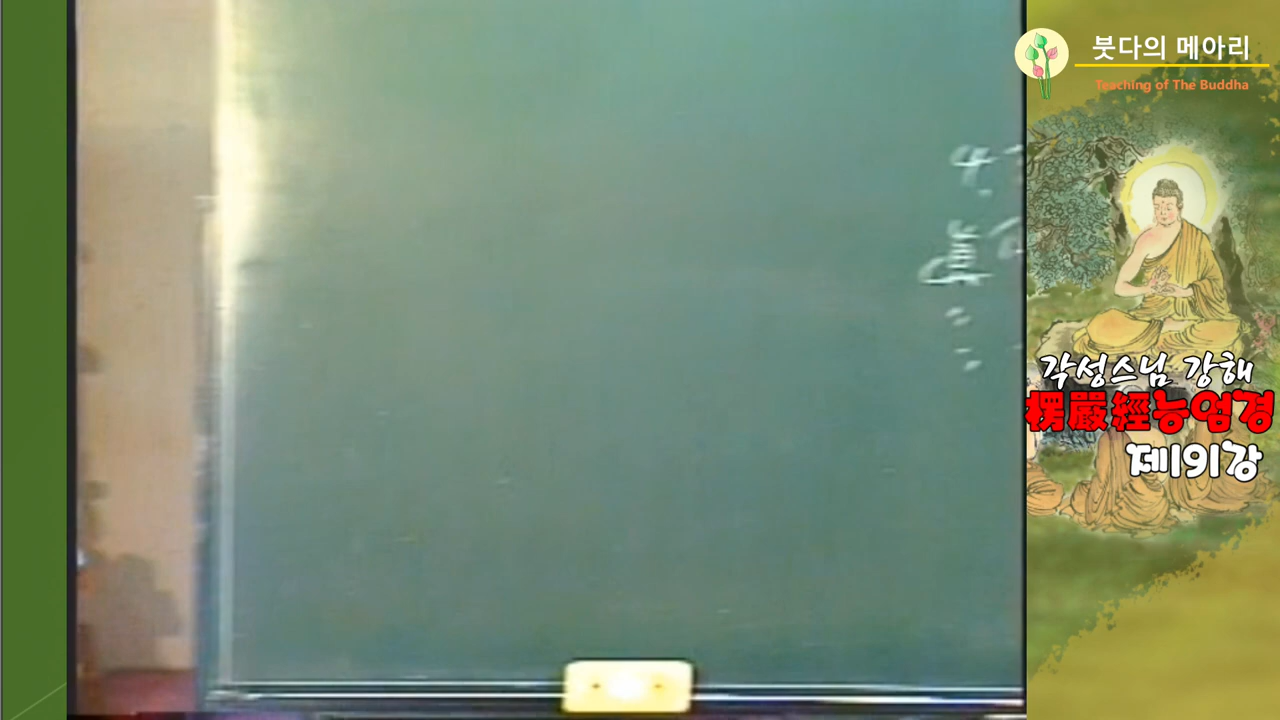 붓다의 메아리
Teaching of The Buddha
각성스님 강해
楞嚴經능엄경
제191강